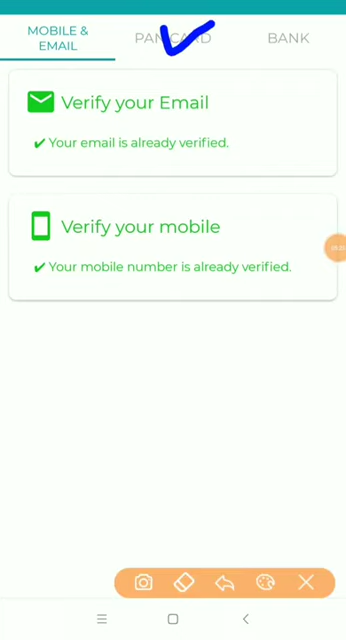 MOBILE &
EMAIL
PAN CARD
BANK
Verify your Email
✔ Your email is already verified.
Verify your mobile
✔ Your mobile number is already verified.